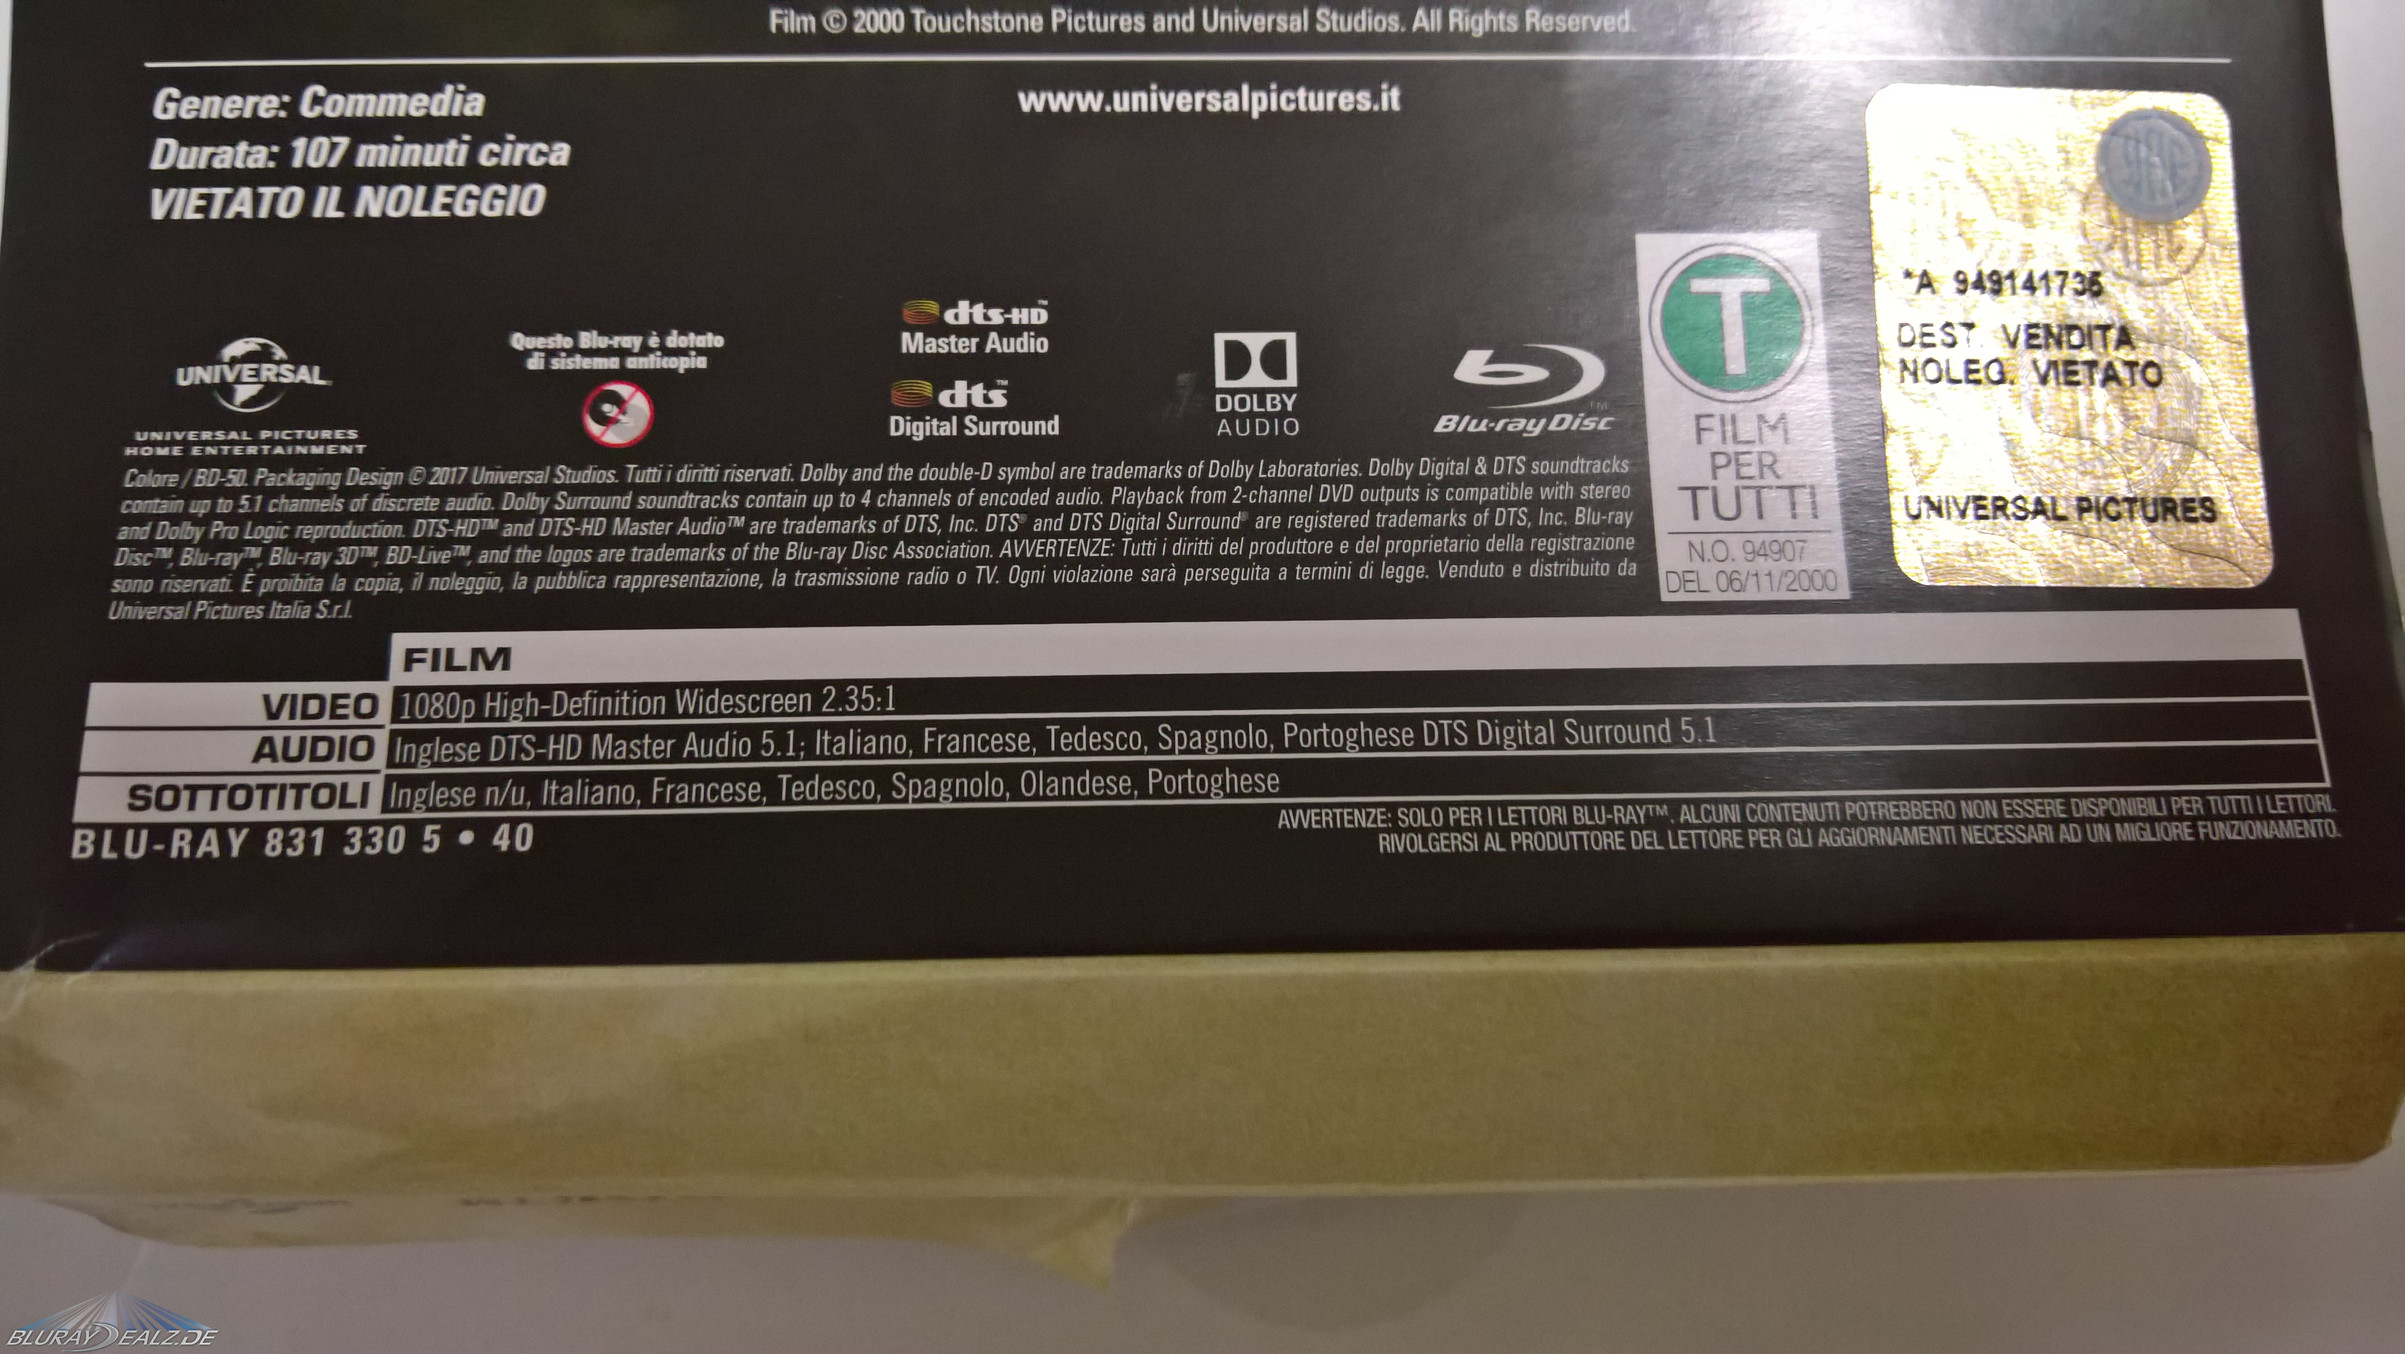 Film © 2000 Touchstone Pictures and Universal Studios. All Rights Reserved.
Genere: Commedia
Durata: 107 minuti circa
VIETATO IL NOLEGGIO
www.universalpictures.it
UNIVERSAL
UNIVERSAL PICTURES
HOME ENTERTAINMENT
Questo Blu-ray è dotato
di sistema anticopia
dts-HD™
Master Audio
dts™
Digital Surround
DOLBY
AUDIO
Blu-ray Disc™
T
FILM
PER
TUTTI
N.O. 94907
DEL 06/11/2000
SIAE
*A 949141736
DEST. VENDITA
NOLEG. VIETATO
UNIVERSAL PICTURES
Colore / BD-50. Packaging Design © 2017 Universal Studios. Tutti i diritti riservati. Dolby and the double-D symbol are trademarks of Dolby Laboratories. Dolby Digital & DTS soundtracks
contain up to 5.1 channels of discrete audio. Dolby Surround soundtracks contain up to 4 channels of encoded audio. Playback from 2-channel DVD outputs is compatible with stereo
and Dolby Pro Logic reproduction. DTS-HD™ and DTS-HD Master Audio™ are trademarks of DTS, Inc. DTS® and DTS Digital Surround® are registered trademarks of DTS, Inc. Blu-ray
Disc™, Blu-ray™, Blu-ray 3D™, BD-Live™, and the logos are trademarks of the Blu-ray Disc Association. AVVERTENZE: Tutti i diritti del produttore e del proprietario della registrazione
sono riservati. È proibita la copia, il noleggio, la pubblica rappresentazione, la trasmissione radio o TV. Ogni violazione sarà perseguita a termini di legge. Venduto e distribuito da
Universal Pictures Italia S.r.l.
FILM
VIDEO 1080p High-Definition Widescreen 2.35:1
AUDIO Inglese DTS-HD Master Audio 5.1; Italiano, Francese, Tedesco, Spagnolo, Portoghese DTS Digital Surround 5.1
SOTTOTITOLI Inglese n/u, Italiano, Francese, Tedesco, Spagnolo, Olandese, Portoghese
BLU-RAY 831 330 5 • 40
AVVERTENZE: SOLO PER I LETTORI BLU-RAY™. ALCUNI CONTENUTI POTREBBERO NON ESSERE DISPONIBILI PER TUTTI I LETTORI.
RIVOLGERSI AL PRODUTTORE DEL LETTORE PER GLI AGGIORNAMENTI NECESSARI AD UN MIGLIORE FUNZIONAMENTO.
BLURAYDEALZ.DE